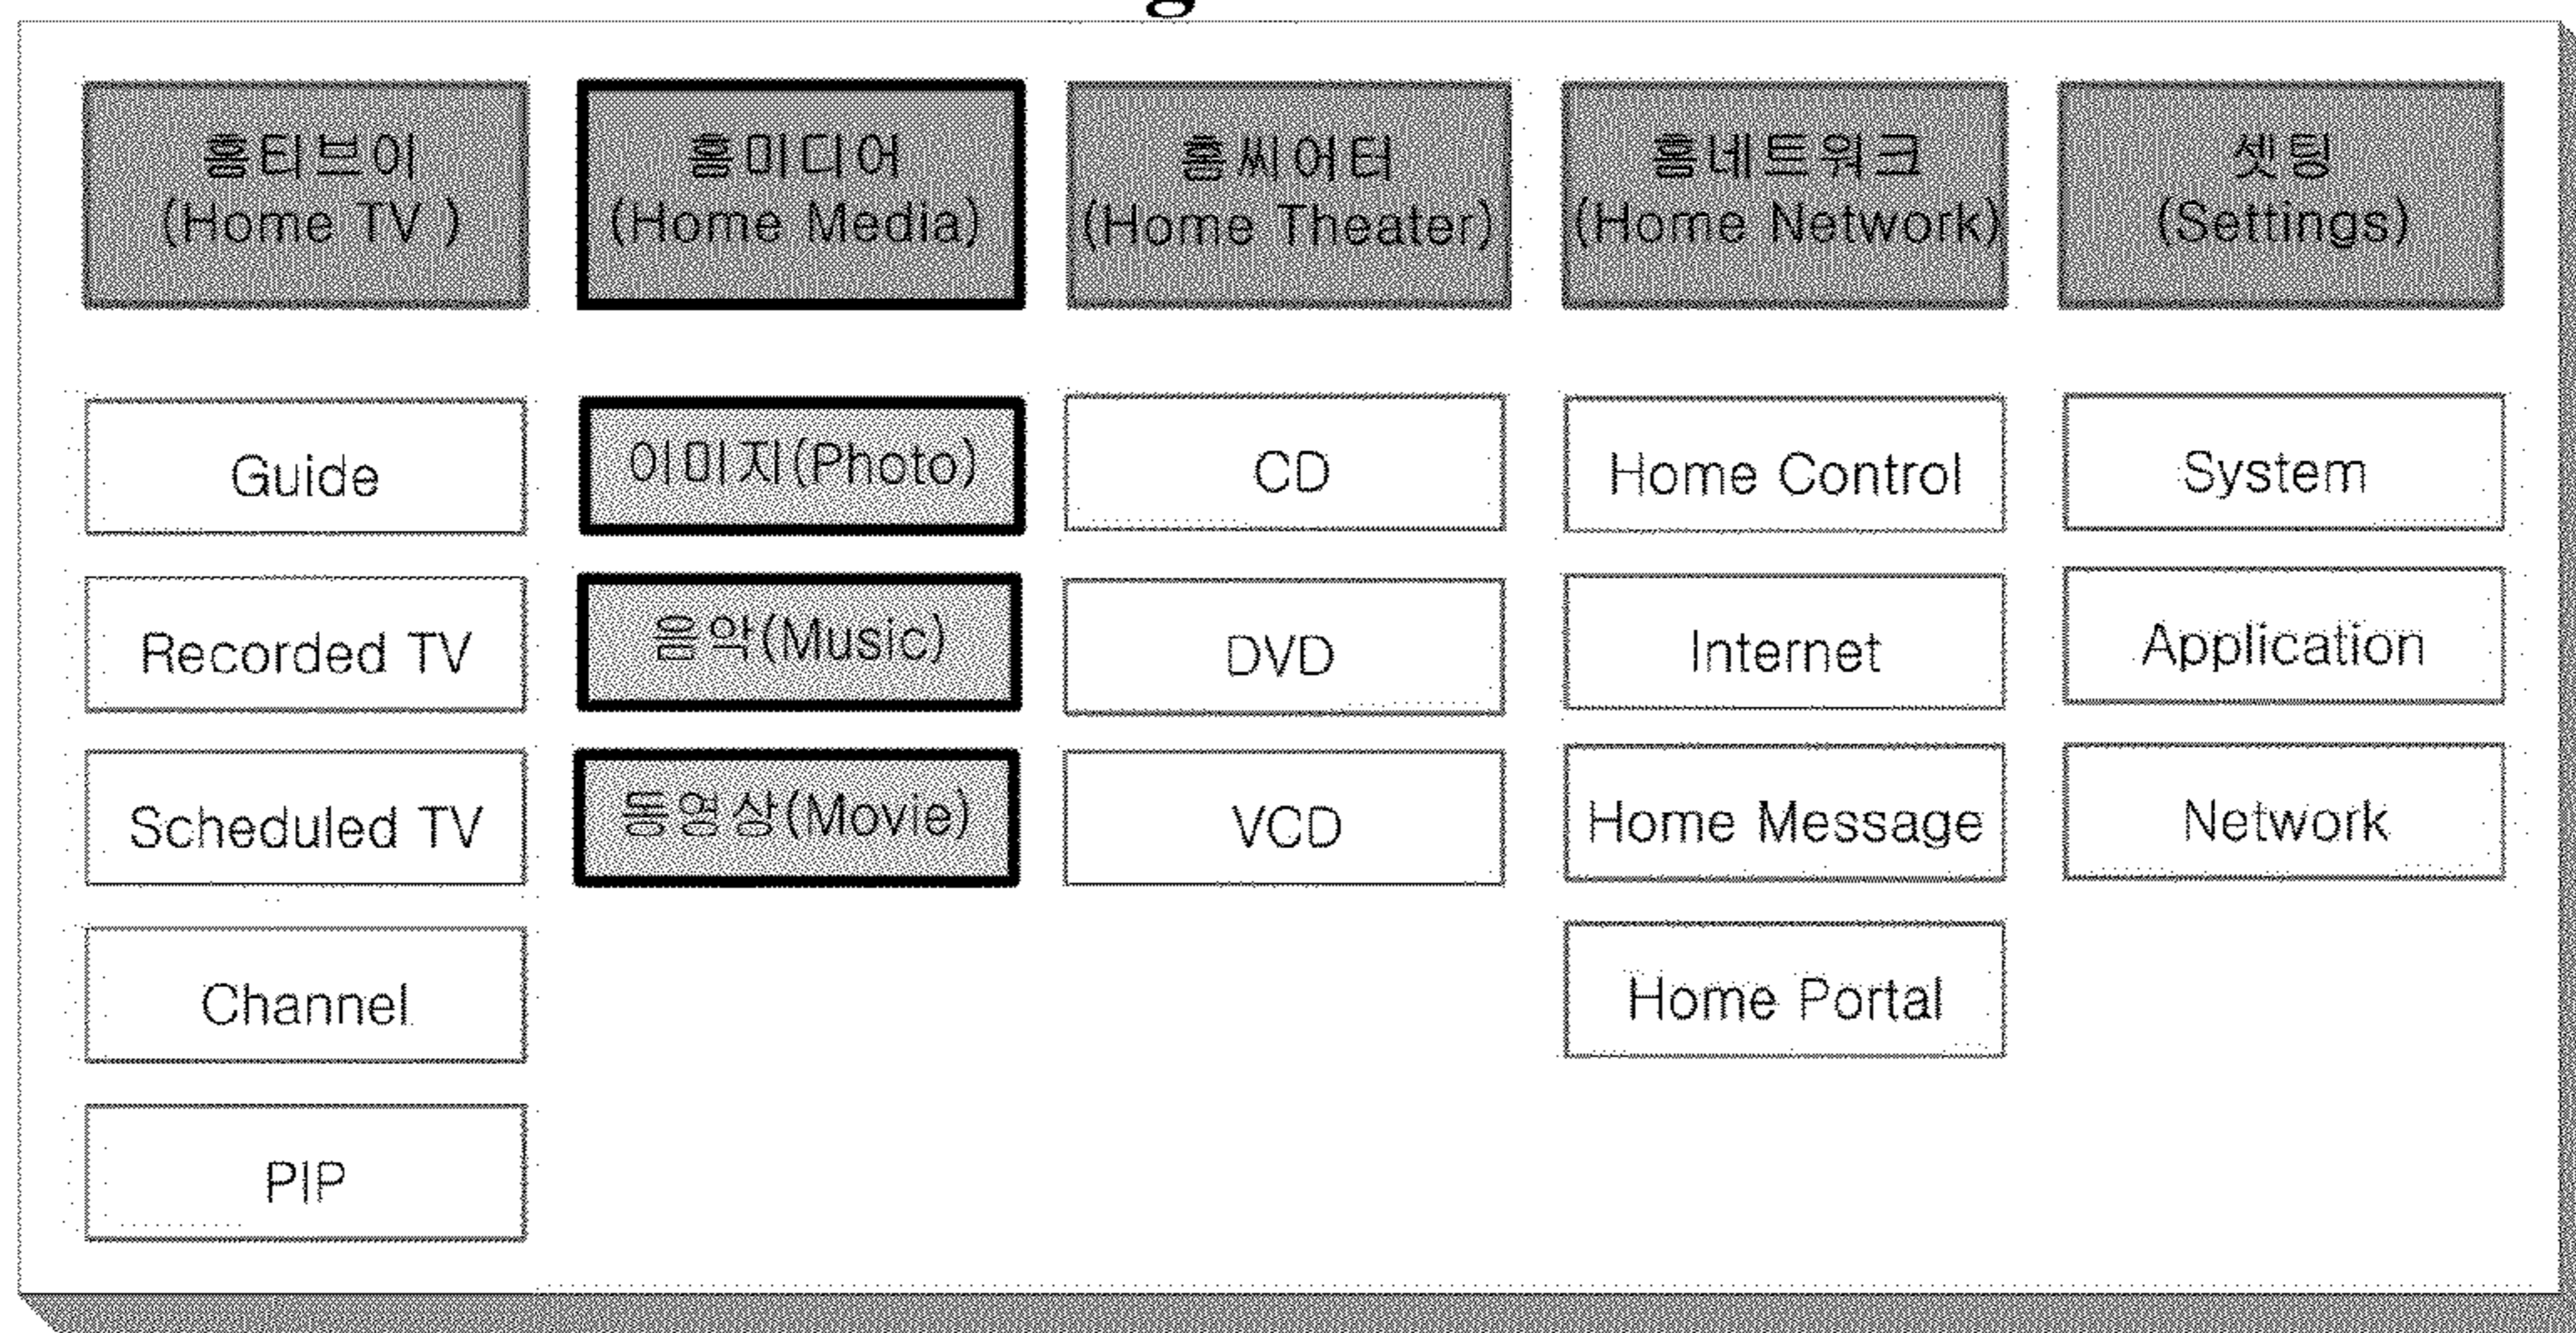 홈티브이
(Home TV )
홈미디어
(Home Media)
홈씨어터
(Home Theater)
홈네트워크
(Home Network)
셋팅
(Settings)
Guide
이미지(Photo)
CD
Home Control
System
Recorded TV
음악(Music)
DVD
Internet
Application
Scheduled TV
동영상(Movie)
VCD
Home Message
Network
Channel
Home Portal
PIP